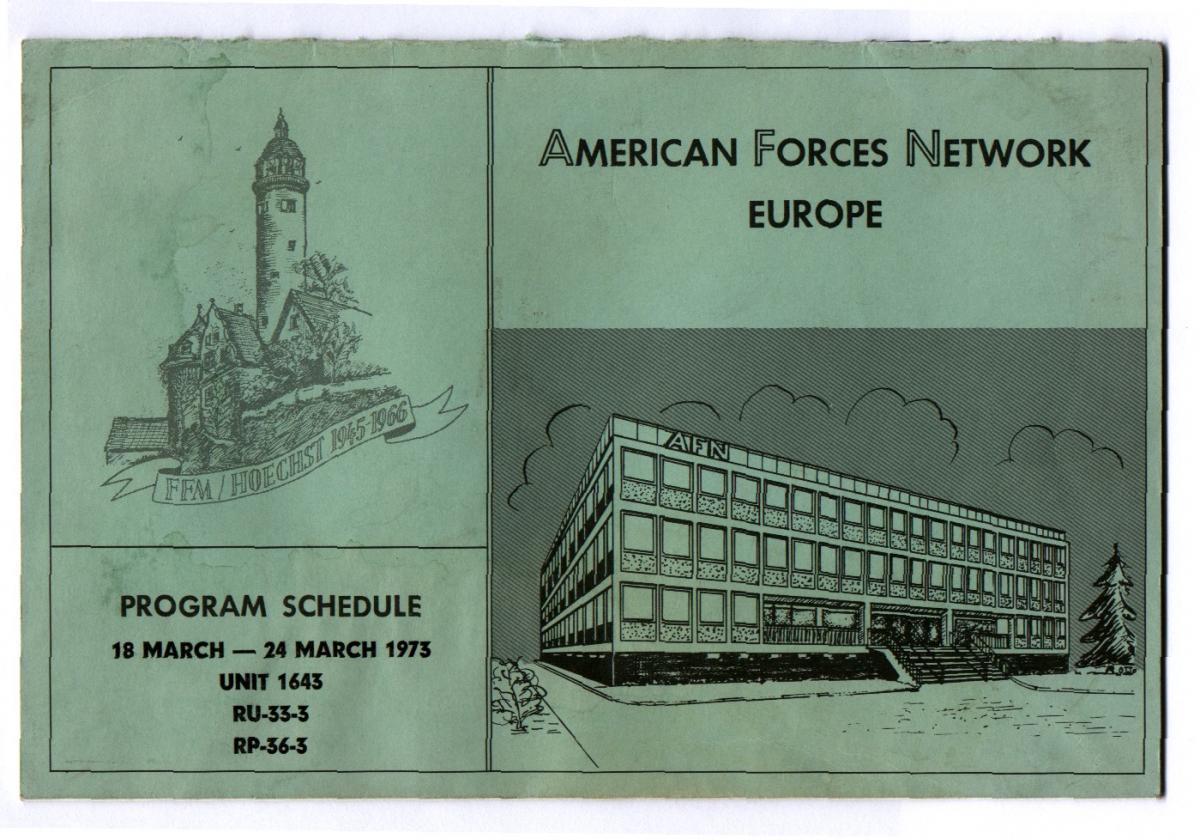 FFM / HOECHST 1945-1966
PROGRAM SCHEDULE
18 MARCH — 24 MARCH 1973
UNIT 1643
RU-33-3
RP-36-3
AMERICAN FORCES NETWORK
EUROPE
AFN